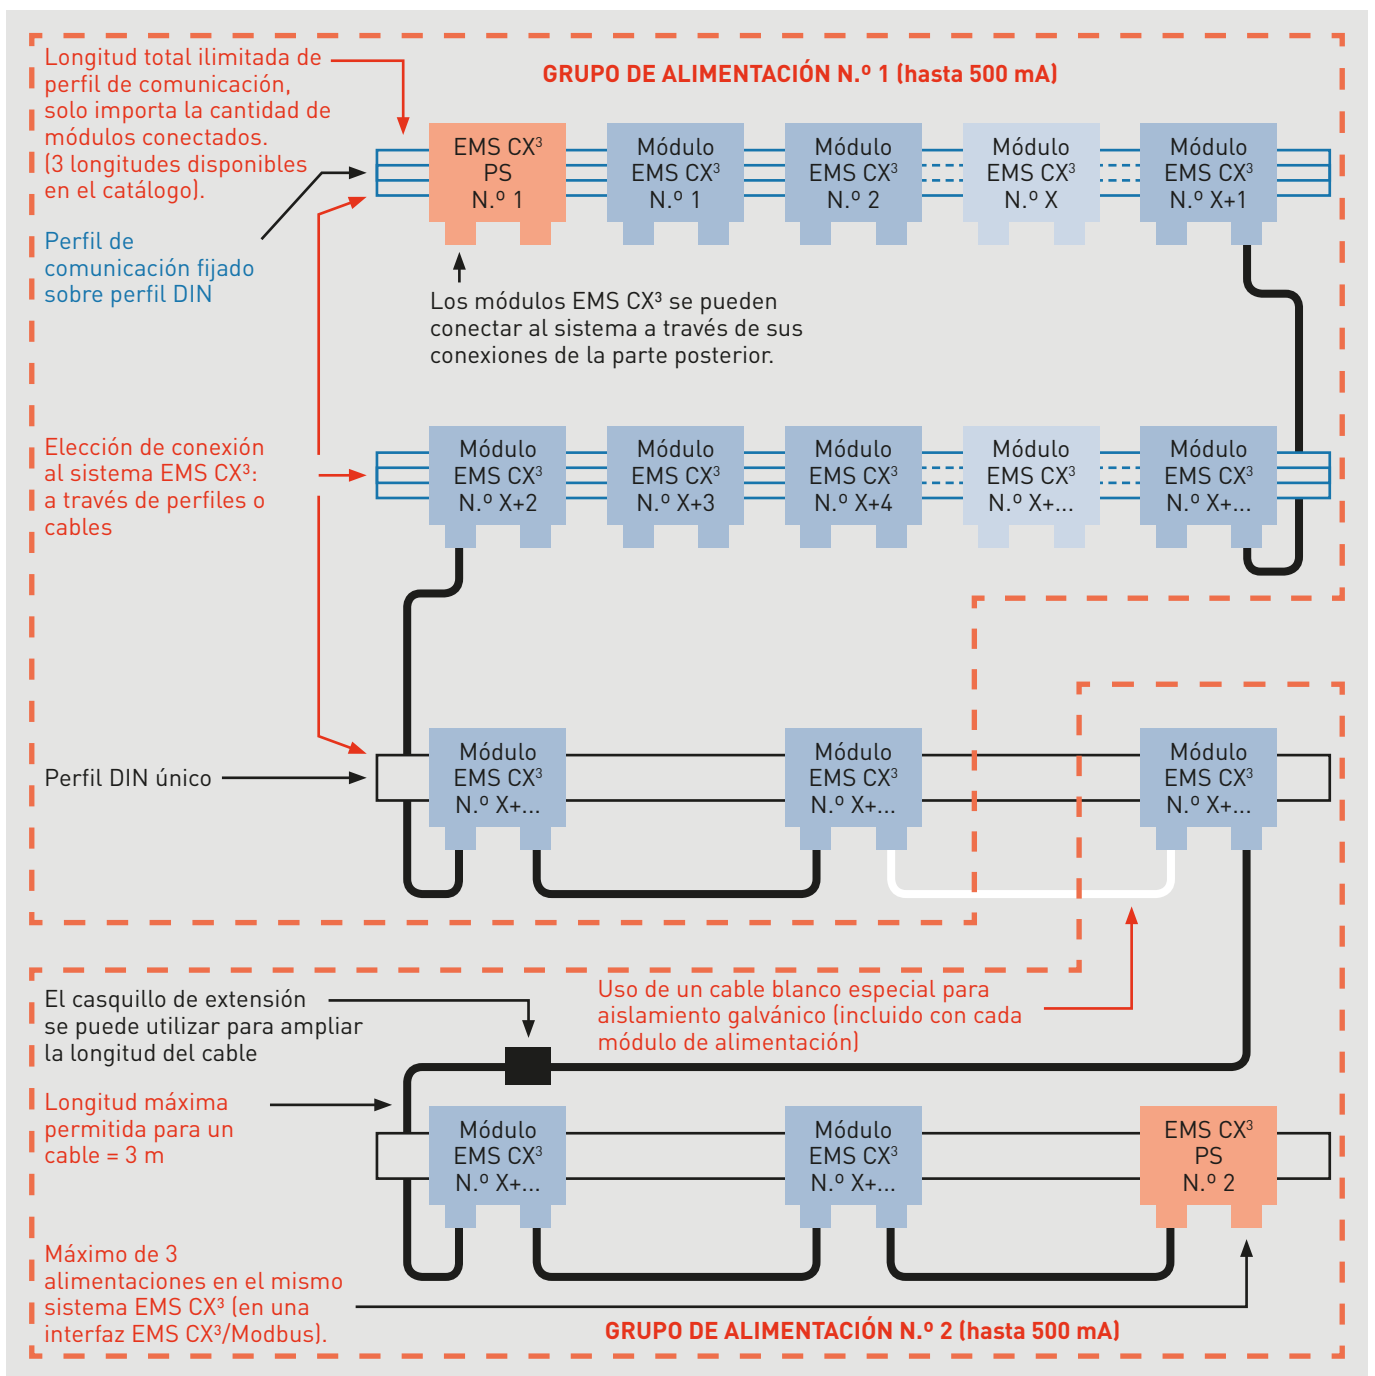 Longitud total ilimitada de
perfil de comunicación,
solo importa la cantidad de
módulos conectados.
(3 longitudes disponibles
en el catálogo).
GRUPO DE ALIMENTACIÓN N.º 1 (hasta 500 mA)
EMS CX³
PS
N.º 1
Módulo
EMS CX³
N.º 1
Módulo
EMS CX³
N.º 2
Módulo
EMS CX³
N.º X
Módulo
EMS CX³
N.º X+1
Perfil de
comunicación fijado
sobre perfil DIN
Los módulos EMS CX³ se pueden
conectar al sistema a través de sus
conexiones de la parte posterior.
Elección de conexión
al sistema EMS CX³:
a través de perfiles o
cables
Módulo
EMS CX³
N.º X+2
Módulo
EMS CX³
N.º X+3
Módulo
EMS CX³
N.º X+4
Módulo
EMS CX³
N.º X+...
Módulo
EMS CX³
N.º X+...
Perfil DIN único
Módulo
EMS CX³
N.º X+...
Módulo
EMS CX³
N.º X+...
Módulo
EMS CX³
N.º X+...
El casquillo de extensión
se puede utilizar para ampliar
la longitud del cable
Uso de un cable blanco especial para
aislamiento galvánico (incluido con cada
módulo de alimentación)
Longitud máxima
permitida para un
cable = 3 m
Módulo
EMS CX³
N.º X+...
Módulo
EMS CX³
N.º X+...
EMS CX³
PS
N.º 2
Máximo de 3
alimentaciones en el mismo
sistema EMS CX³ (en una
interfaz EMS CX³/Modbus).
GRUPO DE ALIMENTACIÓN N.º 2 (hasta 500 mA)